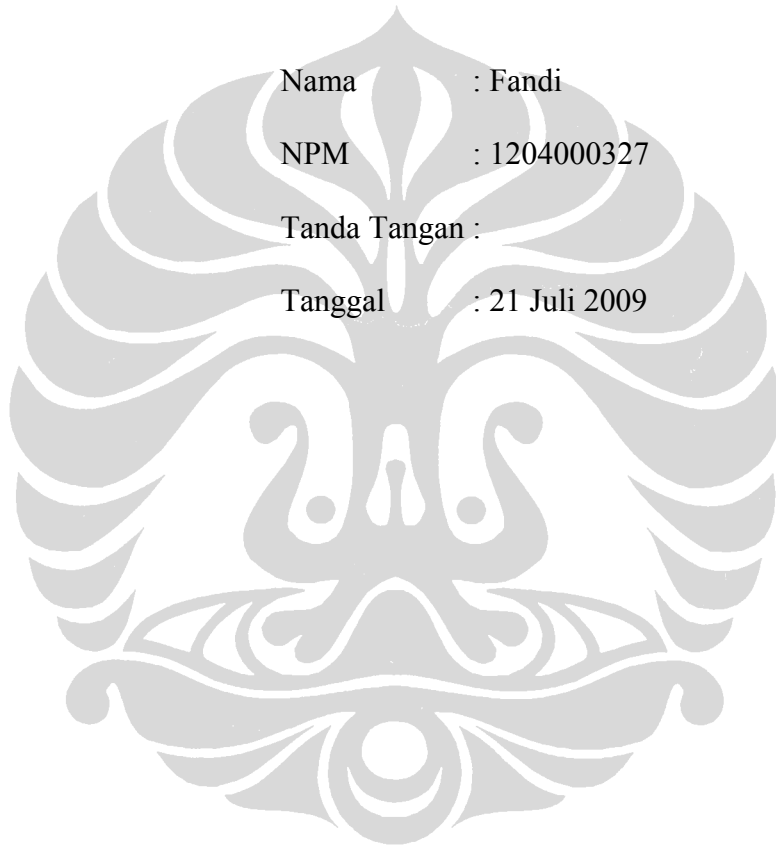 Nama : Fandi
NPM : 1204000327
Tanda Tangan :
Tanggal : 21 Juli 2009